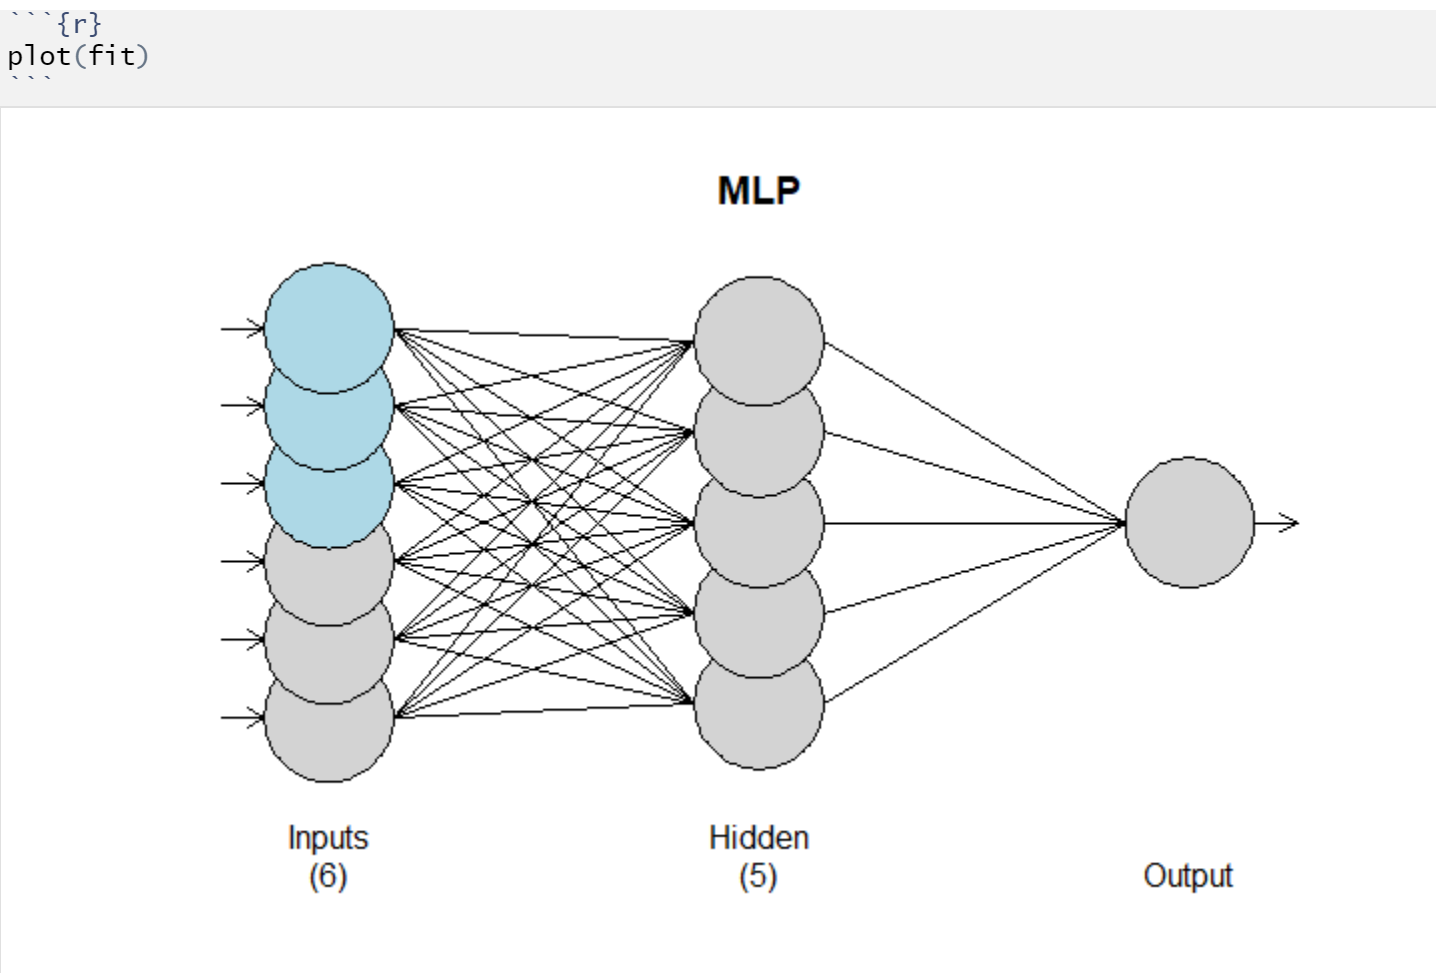 ```{r}
plot(fit)
```
MLP
Inputs
(6)
Hidden
(5)
Output